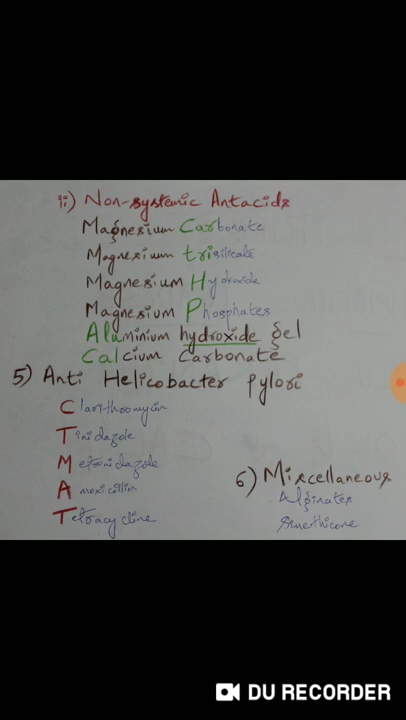 ii) Non-systemic Antacids
Magnesium Carbonate
Magnesium trisilicate
Magnesium Hydroxide
Magnesium Phosphates
Aluminium hydroxide gel
Calcium Carbonate
5) Anti Helicobacter pylori
Clarithromycin
Tinidazole
Metronidazole
Amoxicillin
Tetracycline
6) Miscellaneous
Alginates
Simethicone
DU RECORDER